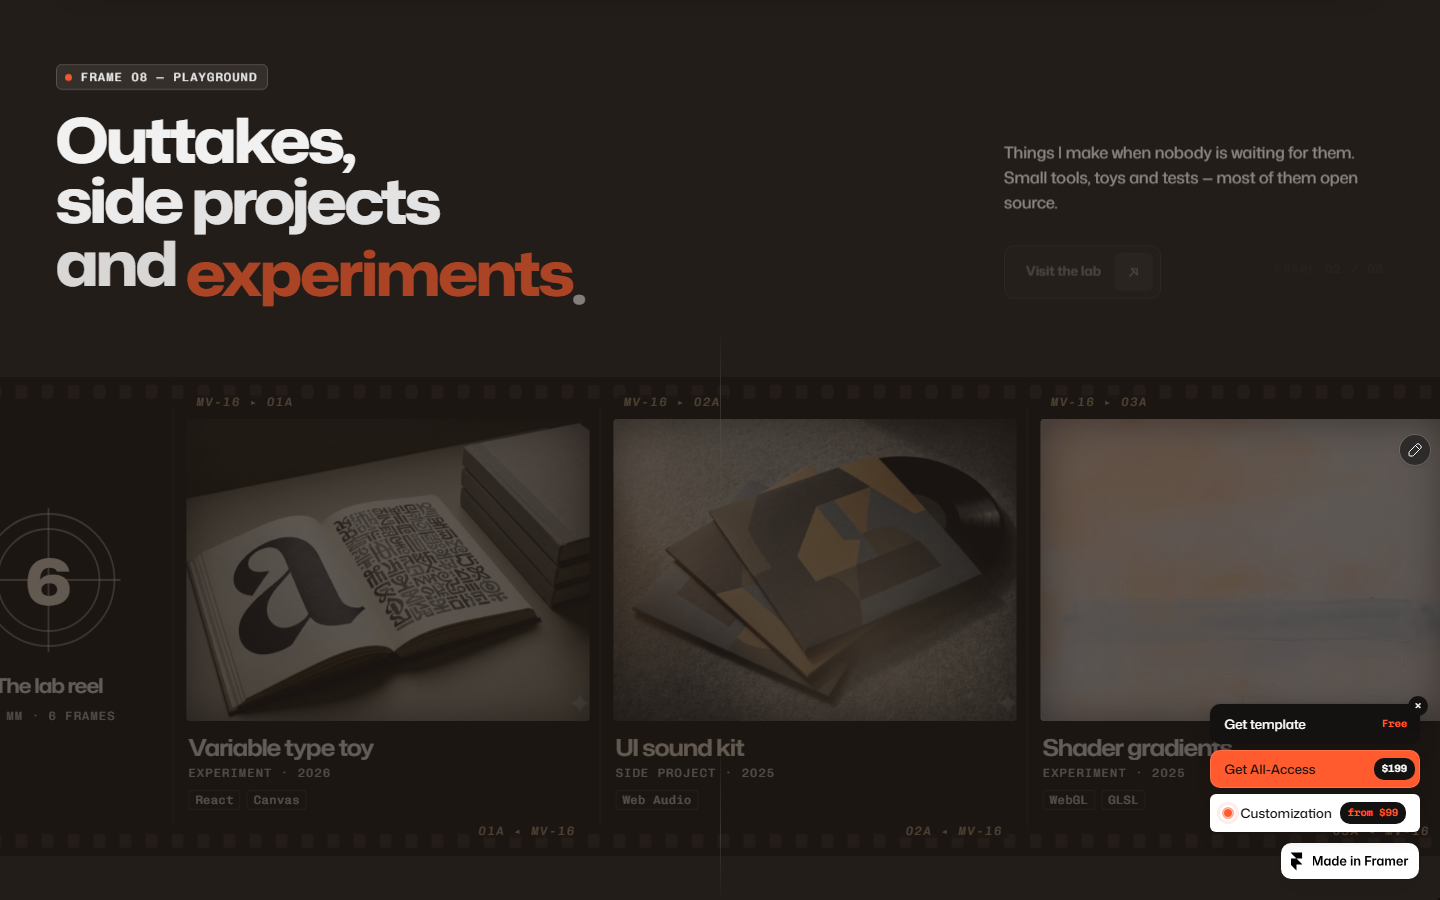 FRAME 08 — PLAYGROUND
Outtakes,
side projects
and experiments.
Things I make when nobody is waiting for them.
Small tools, toys and tests — most of them open
source.
Visit the lab
MV-16 ▸ 01A
MV-16 ▸ 02A
MV-16 ▸ 03A
6
The lab reel
MM · 6 FRAMES
a
Variable type toy
EXPERIMENT · 2026
React
Canvas
01A ◂ MV-16
UI sound kit
SIDE PROJECT · 2025
Web Audio
02A ◂ MV-16
Shader gradients
EXPERIMENT · 2025
WebGL
GLSL
Get template
Free
Get All-Access
$199
Customization
from $99
Made in Framer